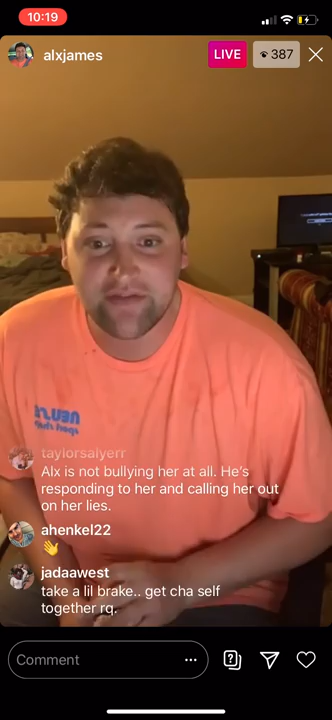 10:19
alxjames
LIVE
387
taylorsalyerr
Alx is not bullying her at all. He's
responding to her and calling her out
on her lies.
ahenkel22
👋
jadaawest
take a lil brake.. get cha self
together rq.
Comment